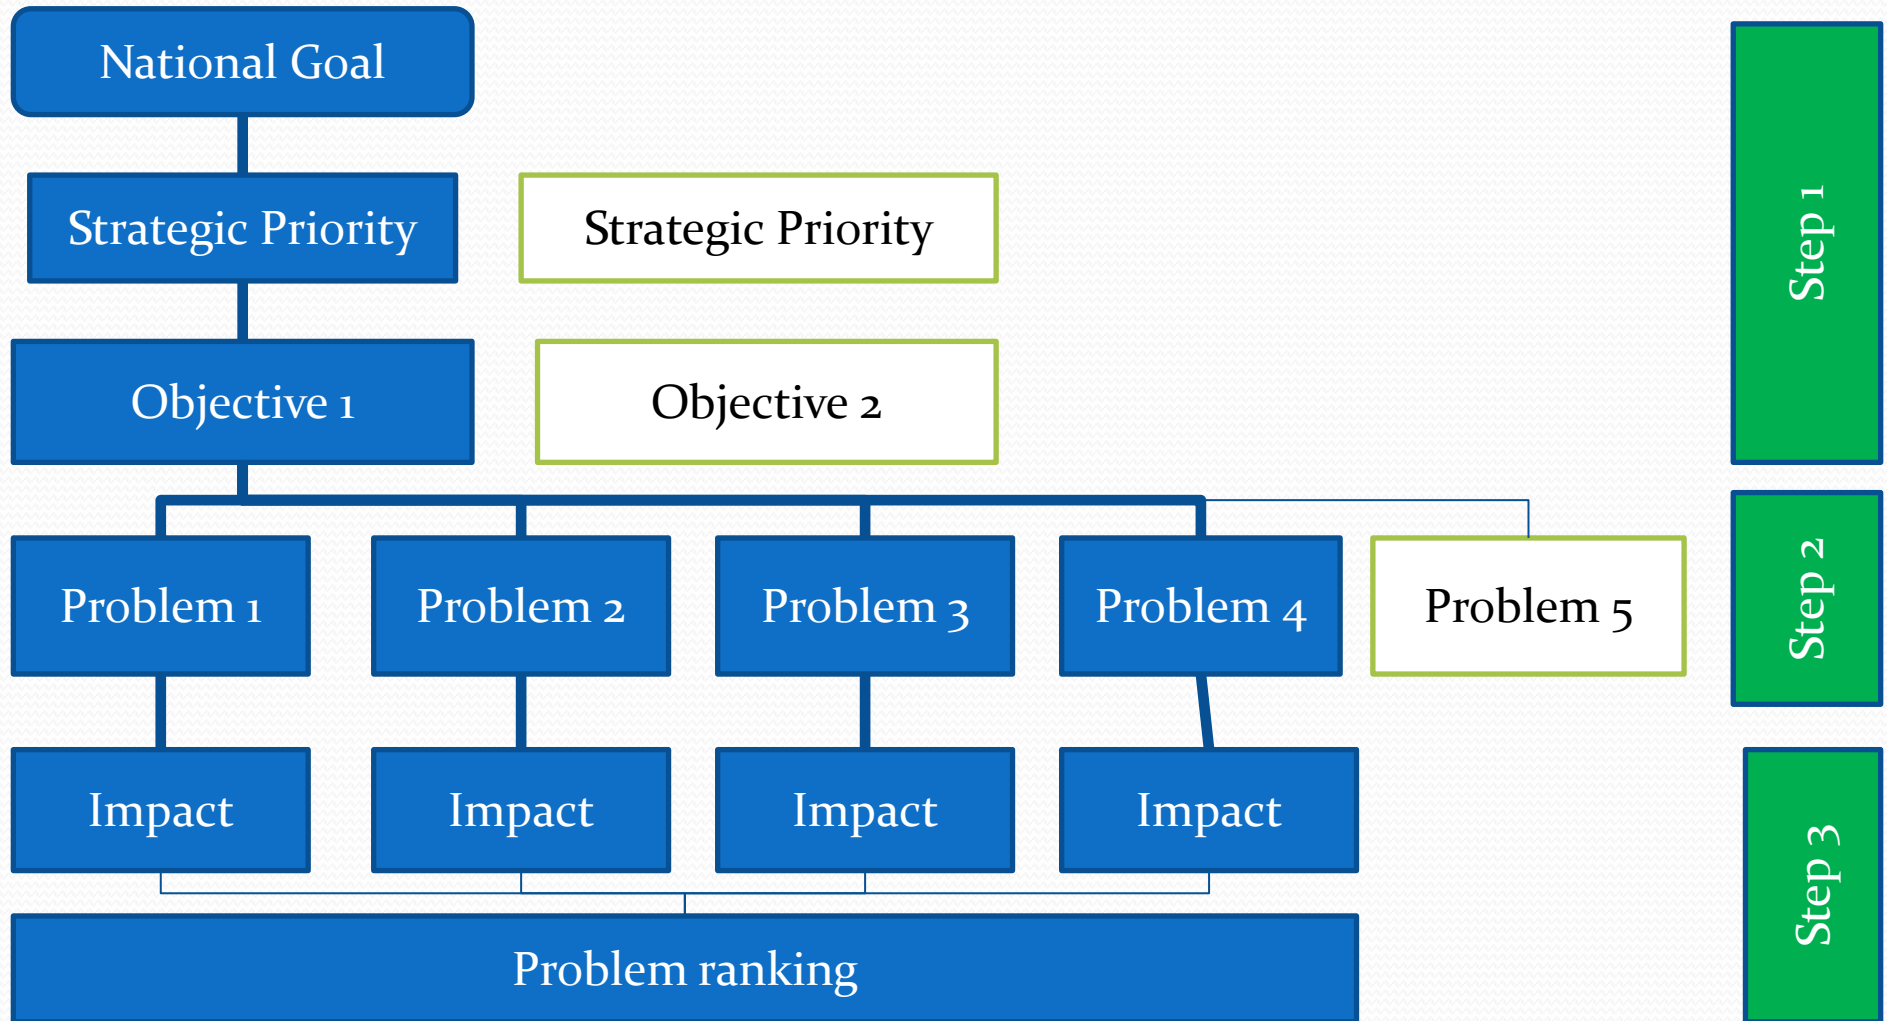 National Goal
Strategic Priority
Strategic Priority
Step 1
Objective 1
Objective 2
Problem 1
Problem 2
Problem 3
Problem 4
Problem 5
Step 2
Impact
Impact
Impact
Impact
Step 3
Problem ranking